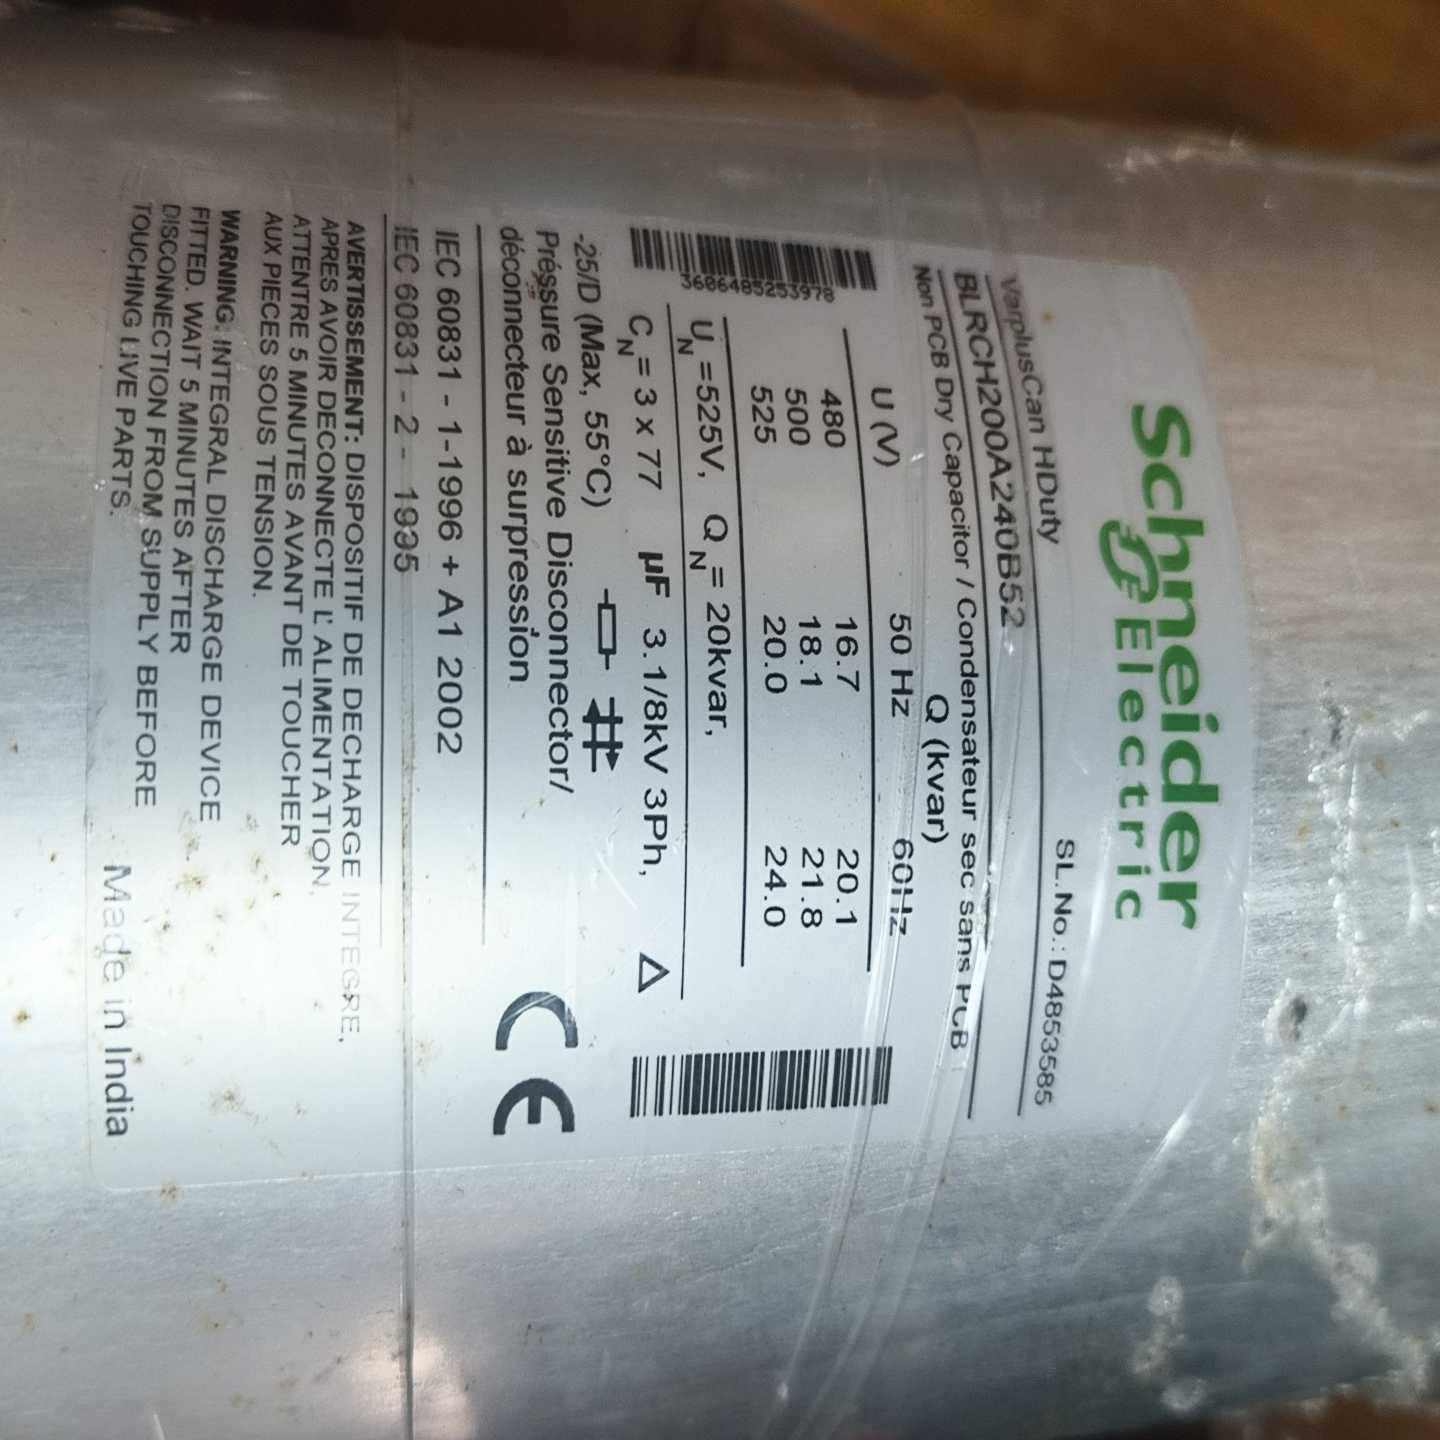 Schneider
Electric
VarplusCan HDuty SL.No.: D4853585
BLRCH200A240B52
Non PCB Dry Capacitor / Condensateur sec sans PCB
Q (kvar)
U (V) 50 Hz 60Hz
480 16.7 20.1
500 18.1 21.8
525 20.0 24.0
3606485253978
UN =525V, QN = 20kvar,
CN = 3 x 77 µF 3.1/8kV 3Ph, Δ
-25/D (Max, 55°C)
Préssure Sensitive Disconnector/
déconnecteur à surpression
CE
IEC 60831 - 1-1996 + A1 2002
IEC 60831 - 2 - 1995
AVERTISSEMENT: DISPOSITIF DE DECHARGE INTEGRE,
APRES AVOIR DECONNECTE L' ALIMENTATION,
ATTENTRE 5 MINUTES AVANT DE TOUCHER
AUX PIECES SOUS TENSION.
WARNING: INTEGRAL DISCHARGE DEVICE
FITTED. WAIT 5 MINUTES AFTER
DISCONNECTION FROM SUPPLY BEFORE
TOUCHING LIVE PARTS.
Made in India